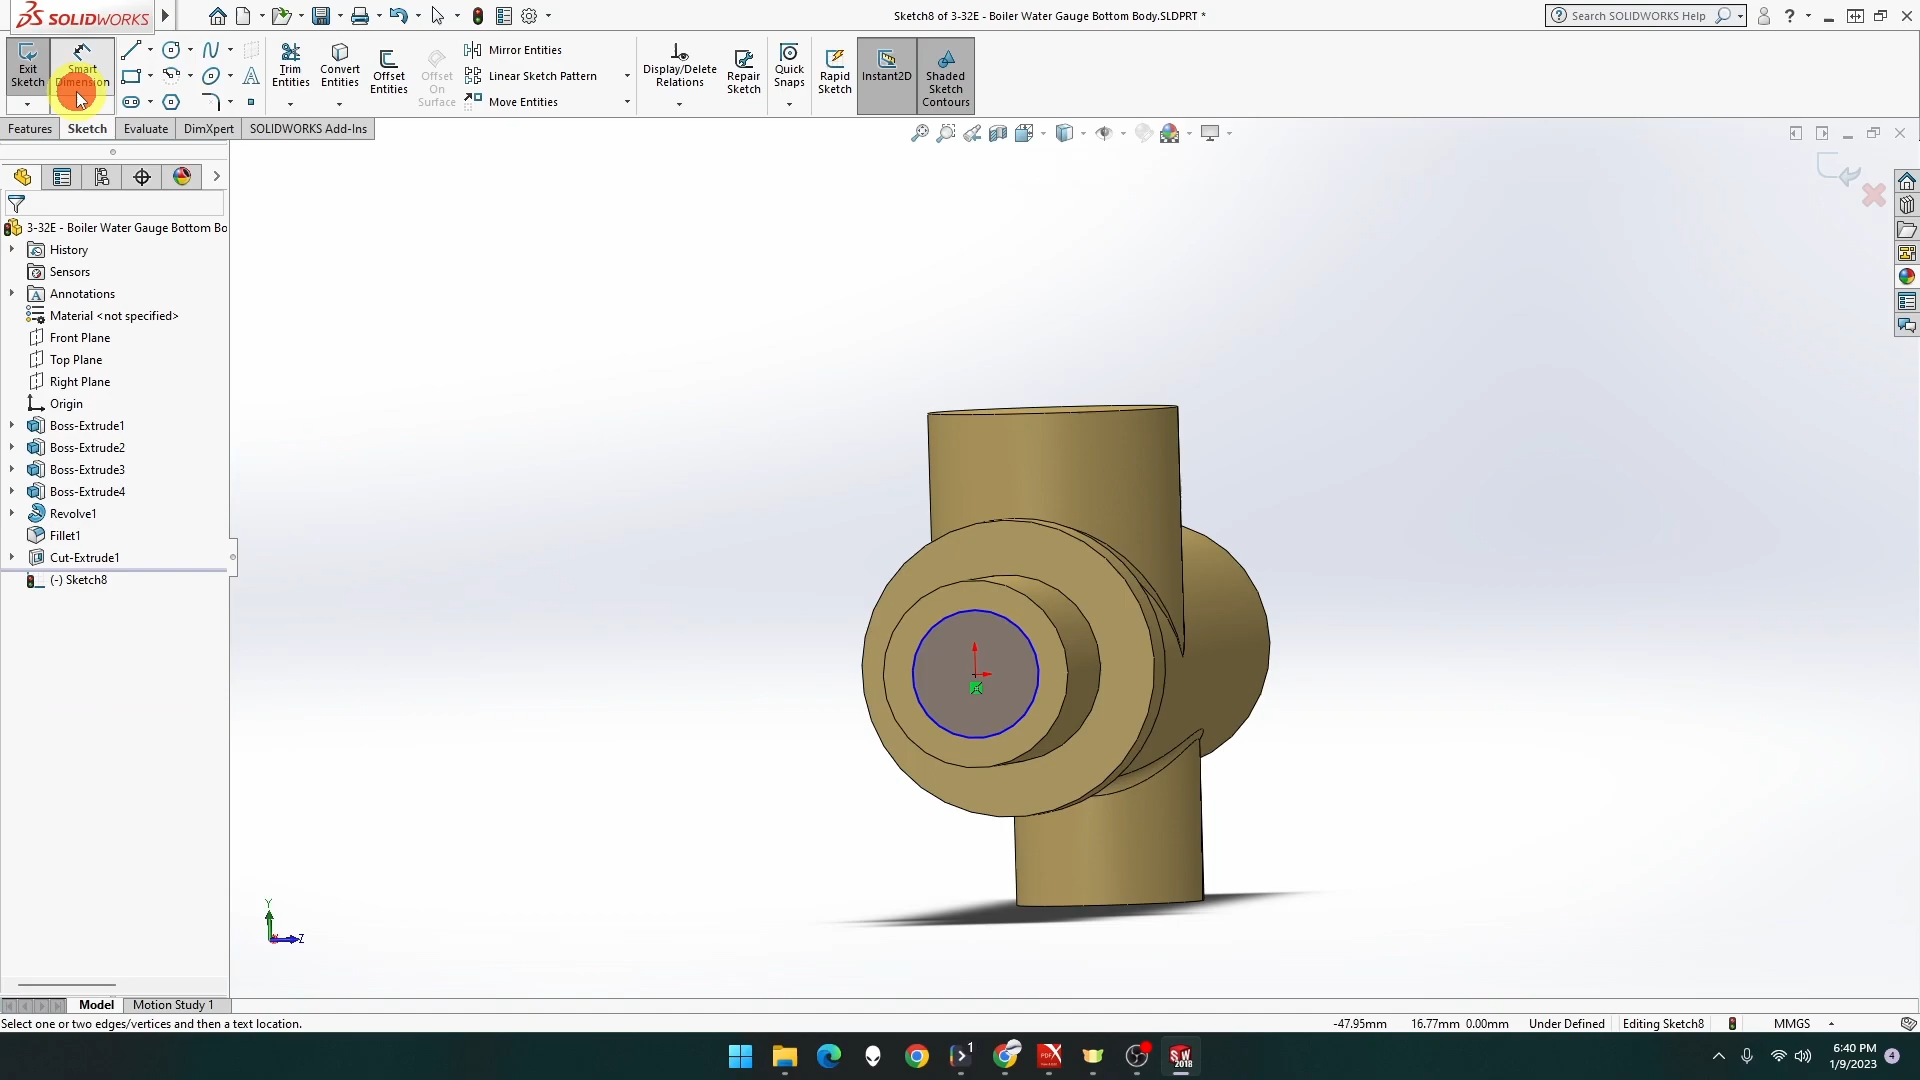 SOLIDWORKS
Sketch8 of 3-32E - Boiler Water Gauge Bottom Body.SLDPRT *
Search SOLIDWORKS Help
Exit Sketch
Smart Dimension
Trim Entities
Convert Entities
Offset Entities
Offset On Surface
Mirror Entities
Linear Sketch Pattern
Move Entities
Display/Delete Relations
Repair Sketch
Quick Snaps
Rapid Sketch
Instant2D
Shaded Sketch Contours
Features
Sketch
Evaluate
DimXpert
SOLIDWORKS Add-Ins
3-32E - Boiler Water Gauge Bottom Bo
History
Sensors
Annotations
Material <not specified>
Front Plane
Top Plane
Right Plane
Origin
Boss-Extrude1
Boss-Extrude2
Boss-Extrude3
Boss-Extrude4
Revolve1
Fillet1
Cut-Extrude1
(-) Sketch8
Y
Z
Model
Motion Study 1
Select one or two edges/vertices and then a text location.
-47.95mm
16.77mm 0.00mm
Under Defined
Editing Sketch8
MMGS
6:40 PM
1/9/2023
4